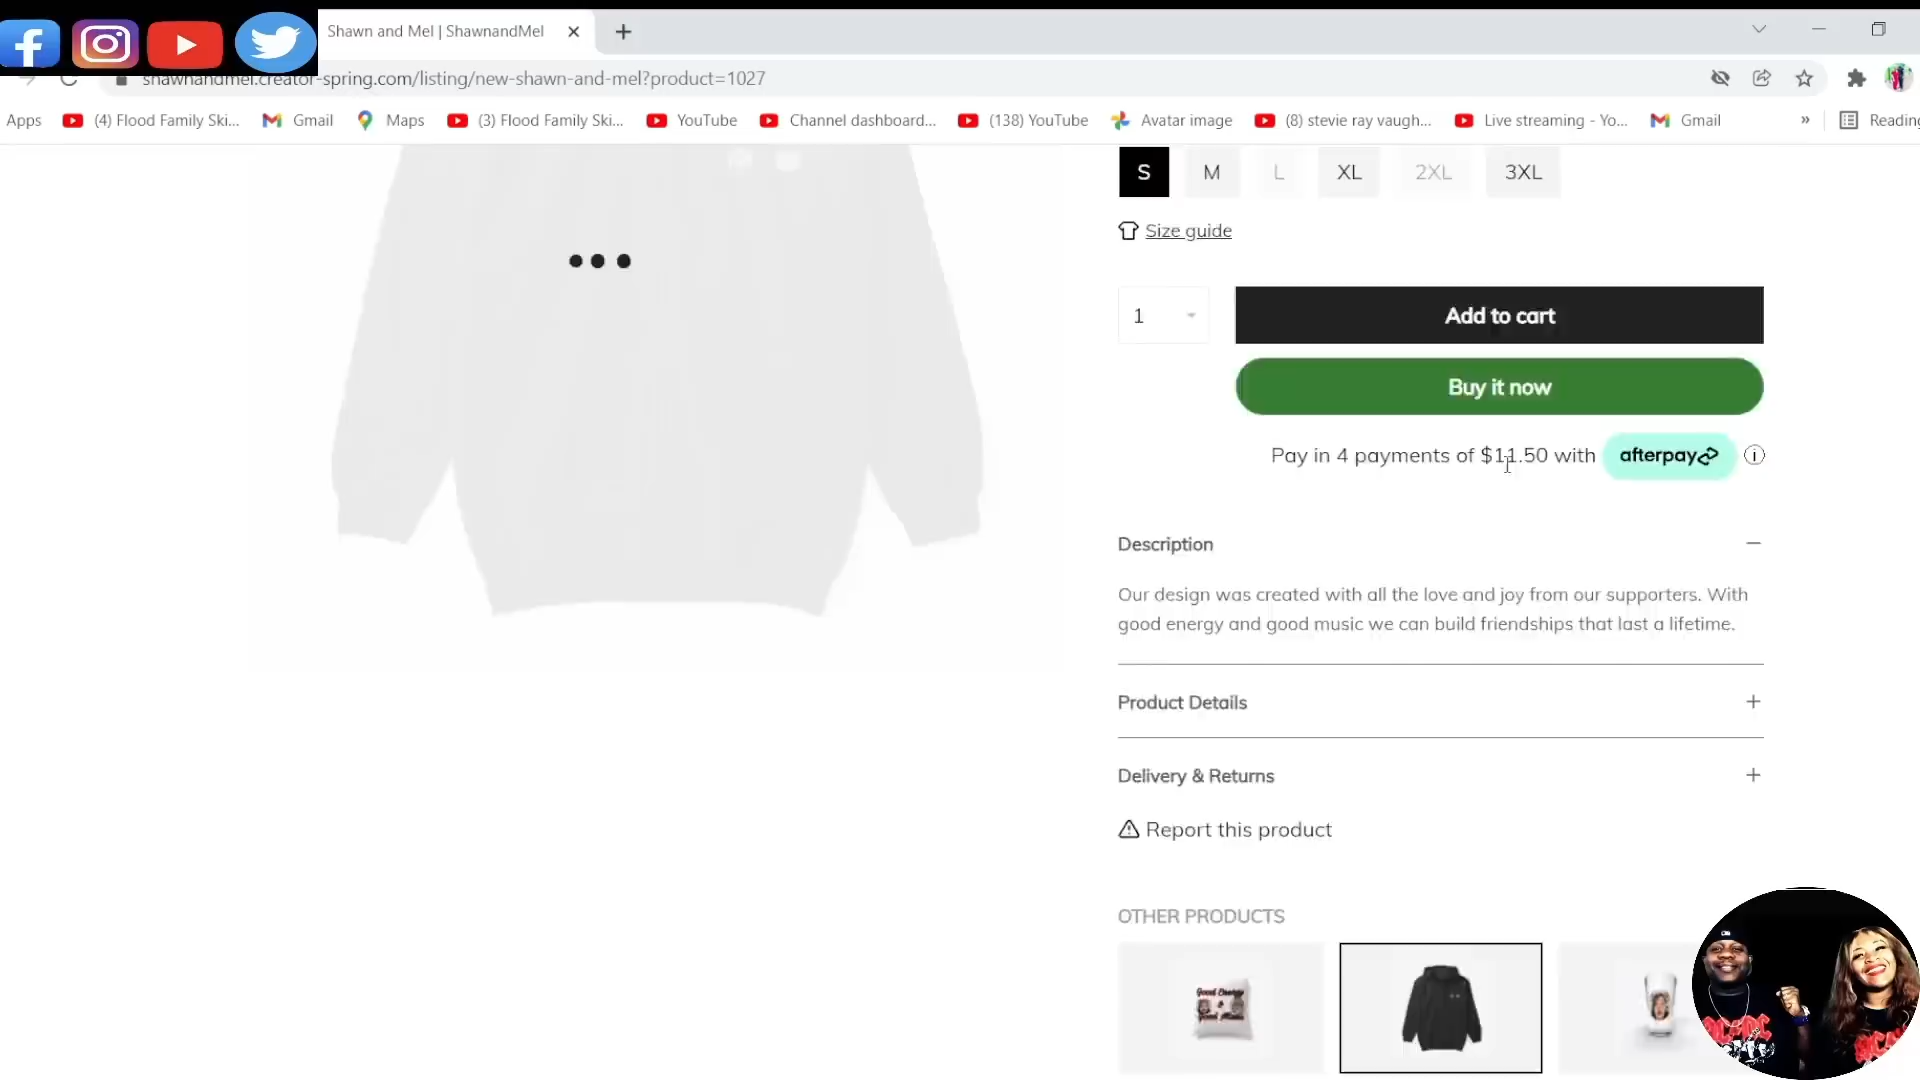 Shawn and Mel | ShawnandMel
shawnandmel.creator-spring.com/listing/new-shawn-and-mel?product=1027
Apps (4) Flood Family Ski... Gmail Maps (3) Flood Family Ski... YouTube Channel dashboard... (138) YouTube Avatar image (8) stevie ray vaugh... Live streaming - Yo... Gmail » Reading
S M L XL 2XL 3XL
Size guide
1 Add to cart
Buy it now
Pay in 4 payments of $11.50 with afterpay
Description
Our design was created with all the love and joy from our supporters. With
good energy and good music we can build friendships that last a lifetime.
Product Details
Delivery & Returns
Report this product
OTHER PRODUCTS
Good Energy